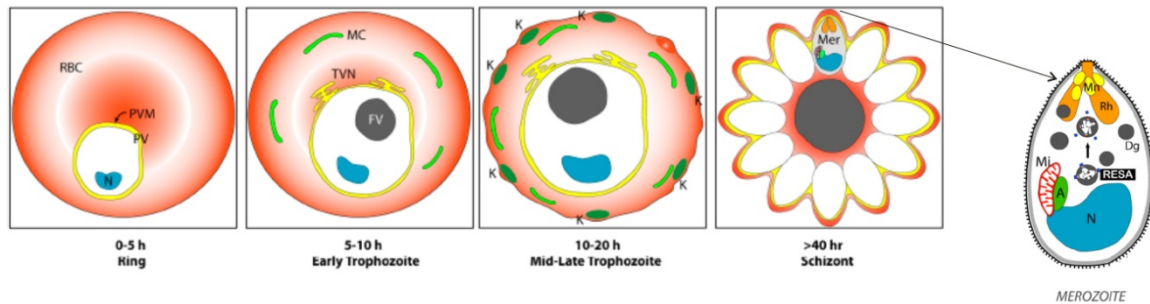 RBC
PVM
PV
N
0-5 h
Ring
MC
TVN
FV
5-10 h
Early Trophozoite
K
K
K
K
K
K
K
K
10-20 h
Mid-Late Trophozoite
Mer
>40 hr
Schizont
Mn
Rh
Dg
Mi
RESA
A
N
MEROZOITE